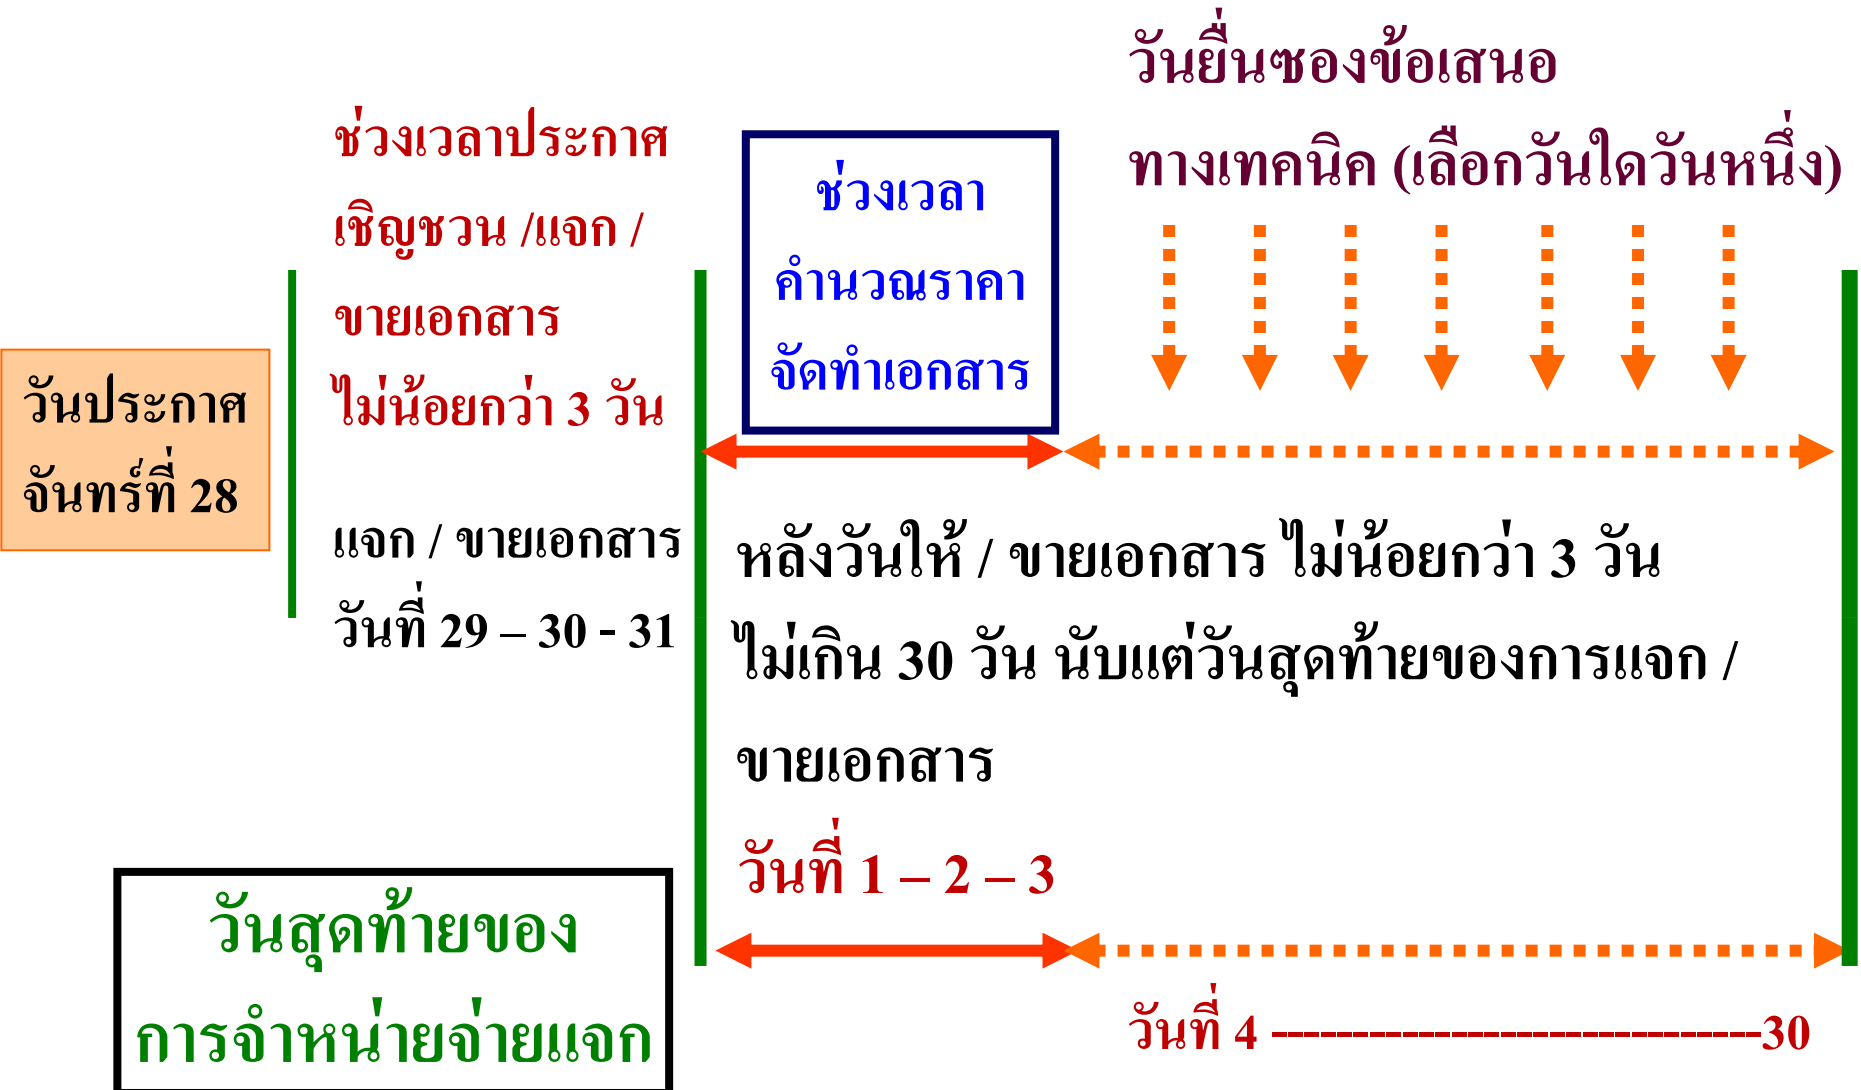 วันประกาศ
จันทร์ที่ 28
ช่วงเวลาประกาศ
เชิญชวน /แจก /
ขายเอกสาร
ไม่น้อยกว่า 3 วัน
แจก / ขายเอกสาร
วันที่ 29 – 30 - 31
ช่วงเวลา
คำนวณราคา
จัดทำเอกสาร
วันยื่นซองข้อเสนอ
ทางเทคนิค (เลือกวันใดวันหนึ่ง)
หลังวันให้ / ขายเอกสาร ไม่น้อยกว่า 3 วัน
ไม่เกิน 30 วัน นับแต่วันสุดท้ายของการแจก /
ขายเอกสาร
วันที่ 1 – 2 – 3
วันสุดท้ายของ
การจำหน่ายจ่ายแจก
วันที่ 4 ------------------------------30